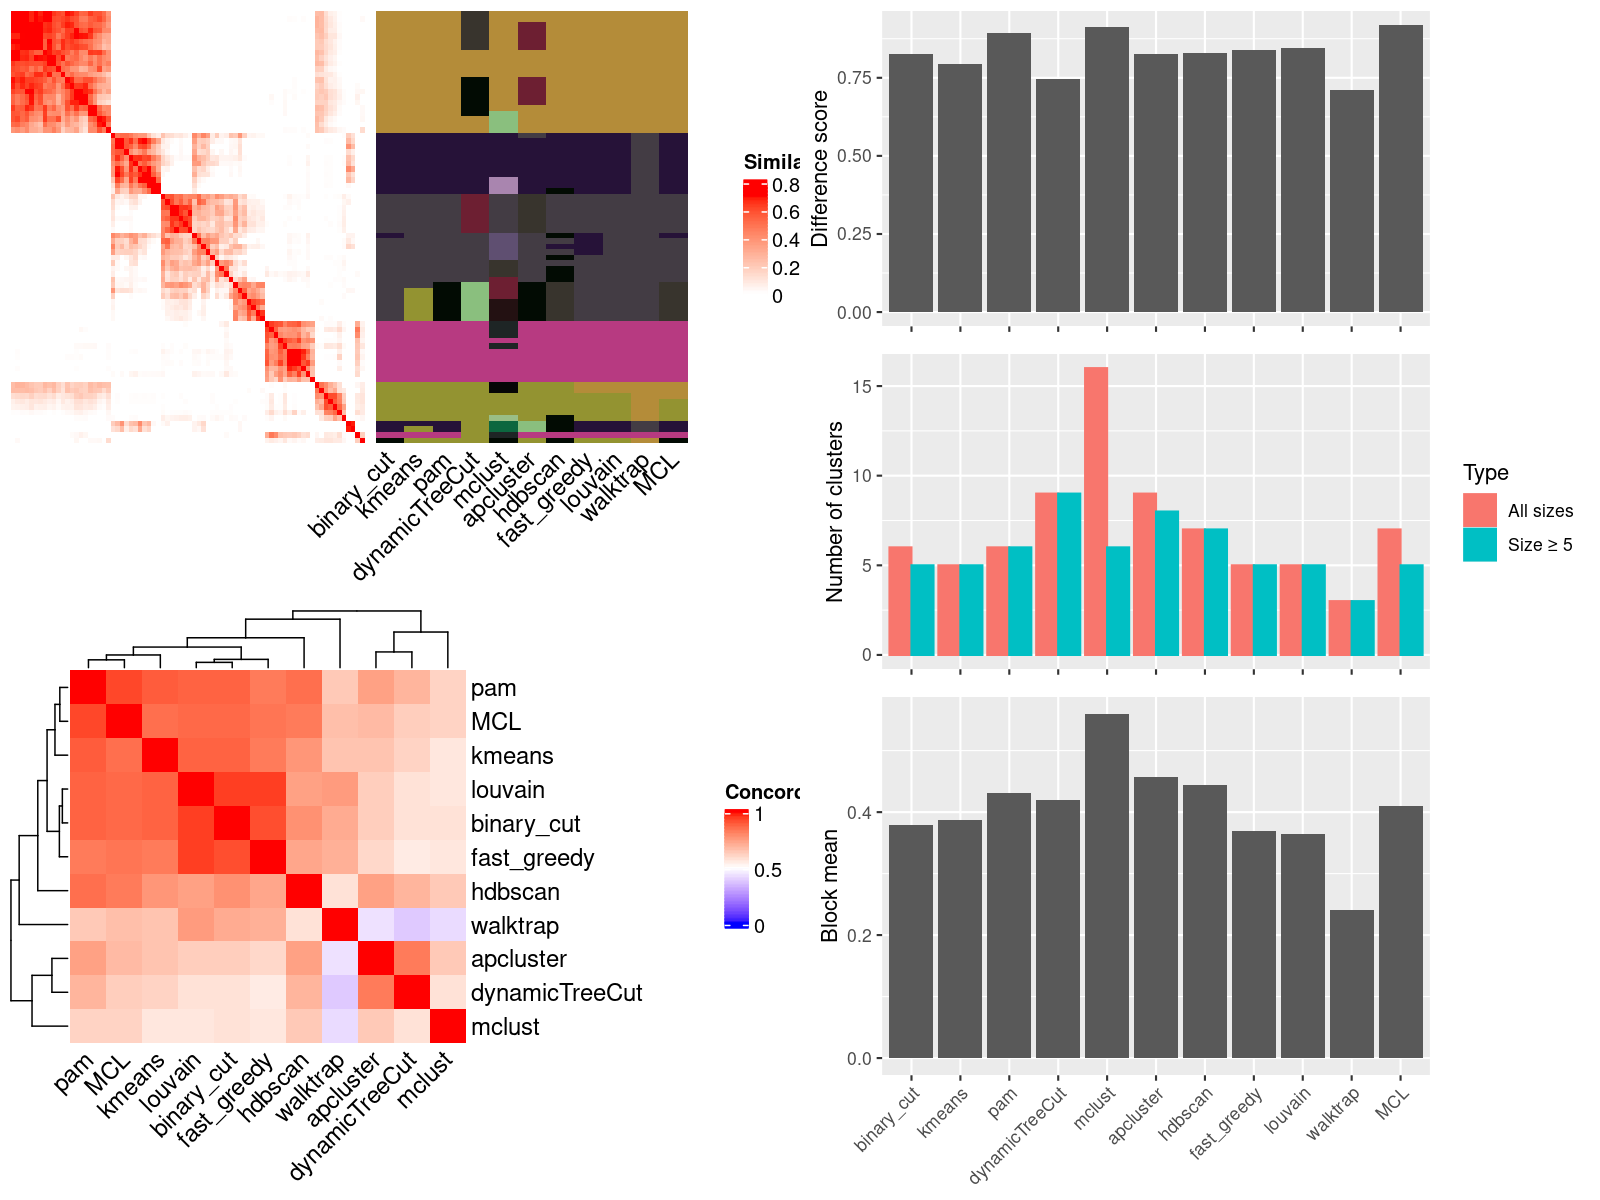 Simila
0.8
0.6
0.4
0.2
0
binary_cut
kmeans
pam
dynamicTreeCut
mclust
apcluster
hdbscan
fast_greedy
louvain
walktrap
MCL
Difference score
0.75
0.50
0.25
0.00
Number of clusters
15
10
5
0
Type
All sizes
Size ≥ 5
pam
MCL
kmeans
louvain
binary_cut
fast_greedy
hdbscan
walktrap
apcluster
dynamicTreeCut
mclust
pam
MCL
kmeans
louvain
binary_cut
fast_greedy
hdbscan
walktrap
apcluster
dynamicTreeCut
mclust
Concord
1
0.5
0
Block mean
0.4
0.2
0.0
binary_cut
kmeans
pam
dynamicTreeCut
mclust
apcluster
hdbscan
fast_greedy
louvain
walktrap
MCL